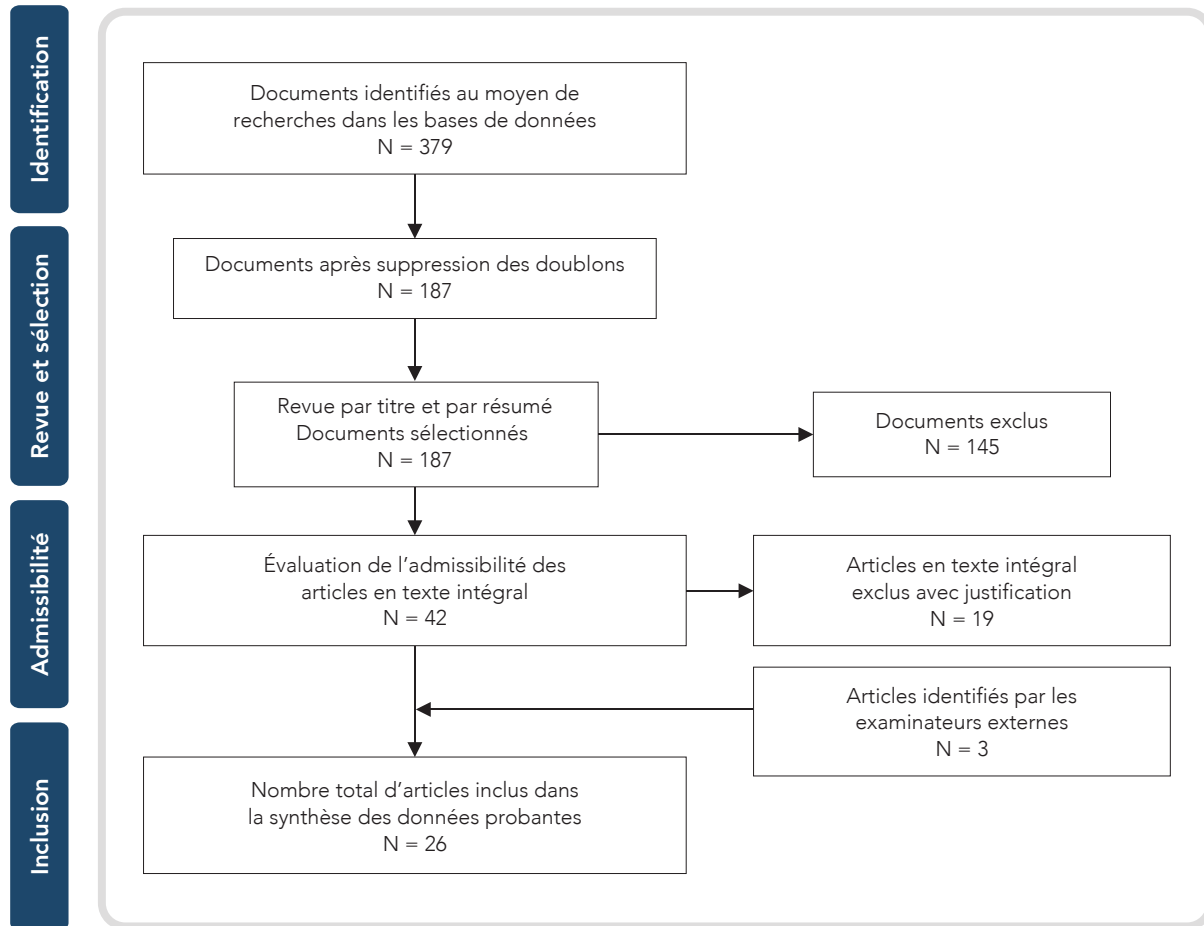 Identification
Documents identifiés au moyen de
recherches dans les bases de données
N = 379
Revue et sélection
Documents après suppression des doublons
N = 187
Revue par titre et par résumé
Documents sélectionnés
N = 187
Documents exclus
N = 145
Admissibilité
Évaluation de l’admissibilité des
articles en texte intégral
N = 42
Articles en texte intégral
exclus avec justification
N = 19
Articles identifiés par les
examinateurs externes
N = 3
Inclusion
Nombre total d’articles inclus dans
la synthèse des données probantes
N = 26